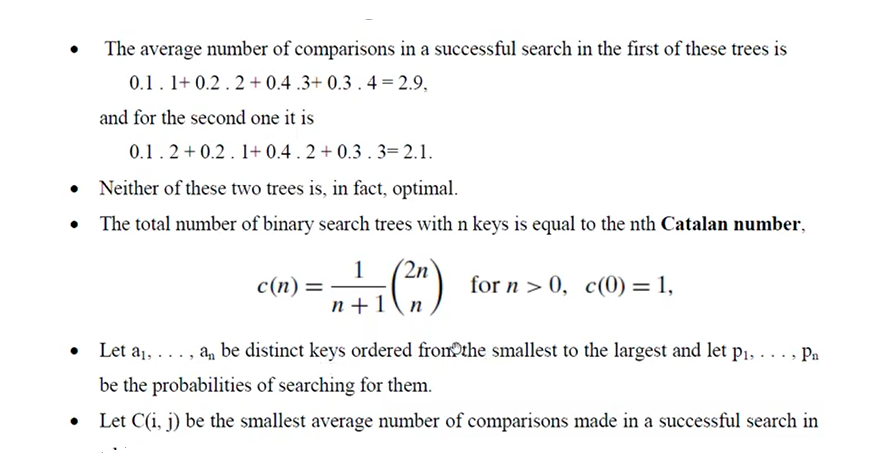 • The average number of comparisons in a successful search in the first of these trees is
0.1 . 1+ 0.2 . 2 + 0.4 .3+ 0.3 . 4 = 2.9,
and for the second one it is
0.1 . 2 + 0.2 . 1+ 0.4 . 2 + 0.3 . 3= 2.1.
• Neither of these two trees is, in fact, optimal.
• The total number of binary search trees with n keys is equal to the nth Catalan number,
c(n) = 1/(n + 1) (2n n) for n > 0, c(0) = 1,
• Let a₁, . . . , aₙ be distinct keys ordered from the smallest to the largest and let p₁, . . . , pₙ
be the probabilities of searching for them.
• Let C(i, j) be the smallest average number of comparisons made in a successful search in